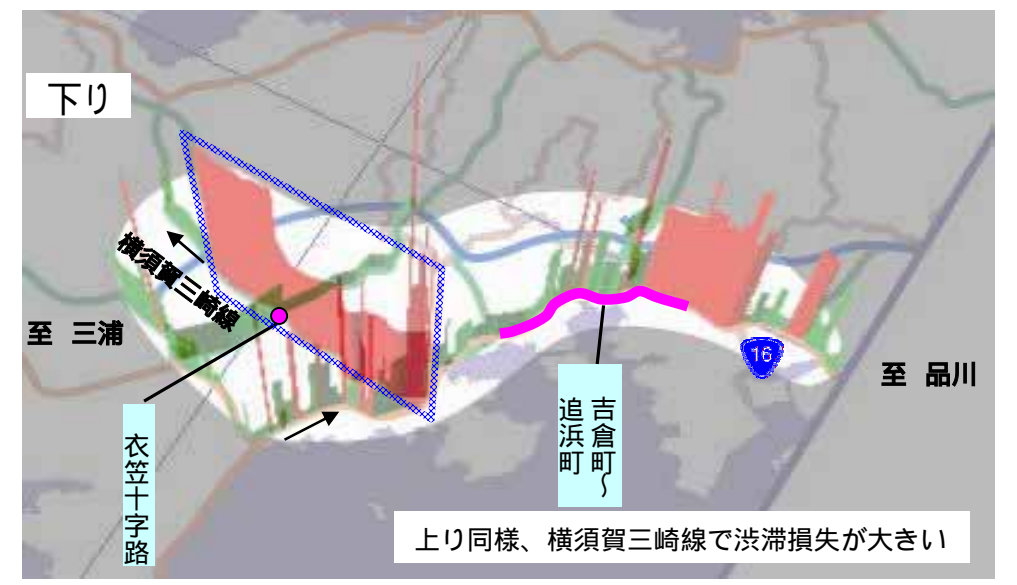 下り
横須賀三崎線
至 三浦
16
至 品川
衣笠十字路
吉倉町～
追浜町
上り同様、横須賀三崎線で渋滞損失が大きい